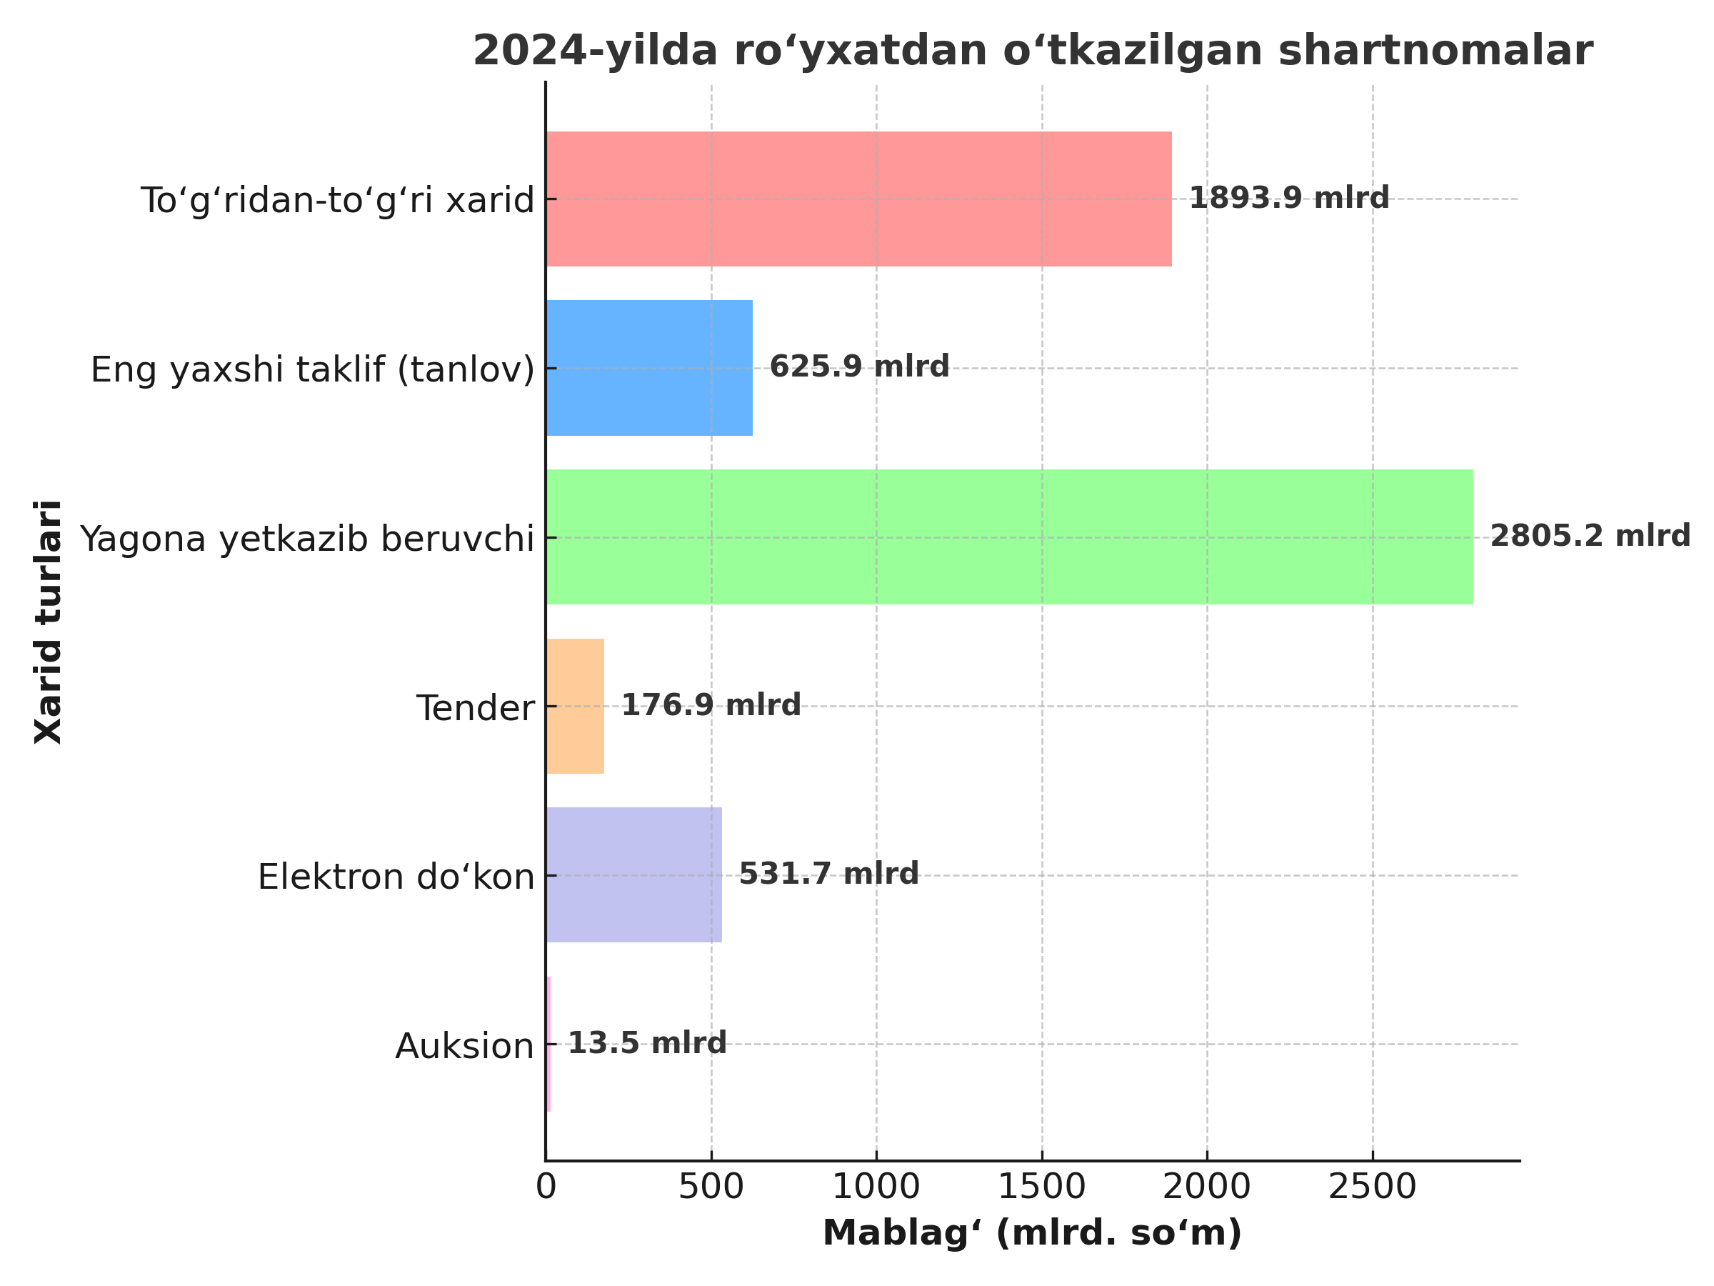 2024-yilda ro‘yxatdan o‘tkazilgan shartnomalar
To‘g‘ridan-to‘g‘ri xarid
1893.9 mlrd
Eng yaxshi taklif (tanlov)
625.9 mlrd
Yagona yetkazib beruvchi
2805.2 mlrd
Tender
176.9 mlrd
Elektron do‘kon
531.7 mlrd
Auksion
13.5 mlrd
Xarid turlari
0 500 1000 1500 2000 2500
Mablag‘ (mlrd. so‘m)